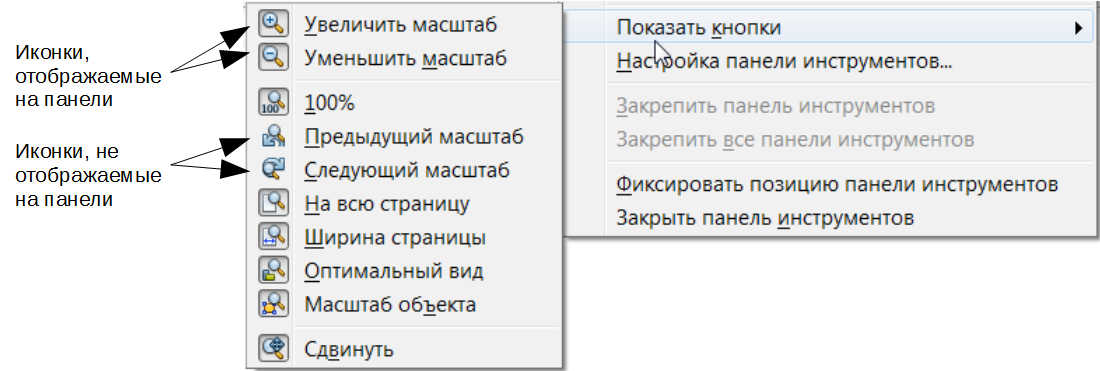 Иконки,
отображаемые
на панели
Иконки, не
отображаемые
на панели
Увеличить масштаб
Уменьшить масштаб
100
100%
Предыдущий масштаб
Следующий масштаб
На всю страницу
Ширина страницы
Оптимальный вид
Масштаб объекта
Сдвинуть
Показать кнопки
Настройка панели инструментов...
Закрепить панель инструментов
Закрепить все панели инструментов
Фиксировать позицию панели инструментов
Закрыть панель инструментов